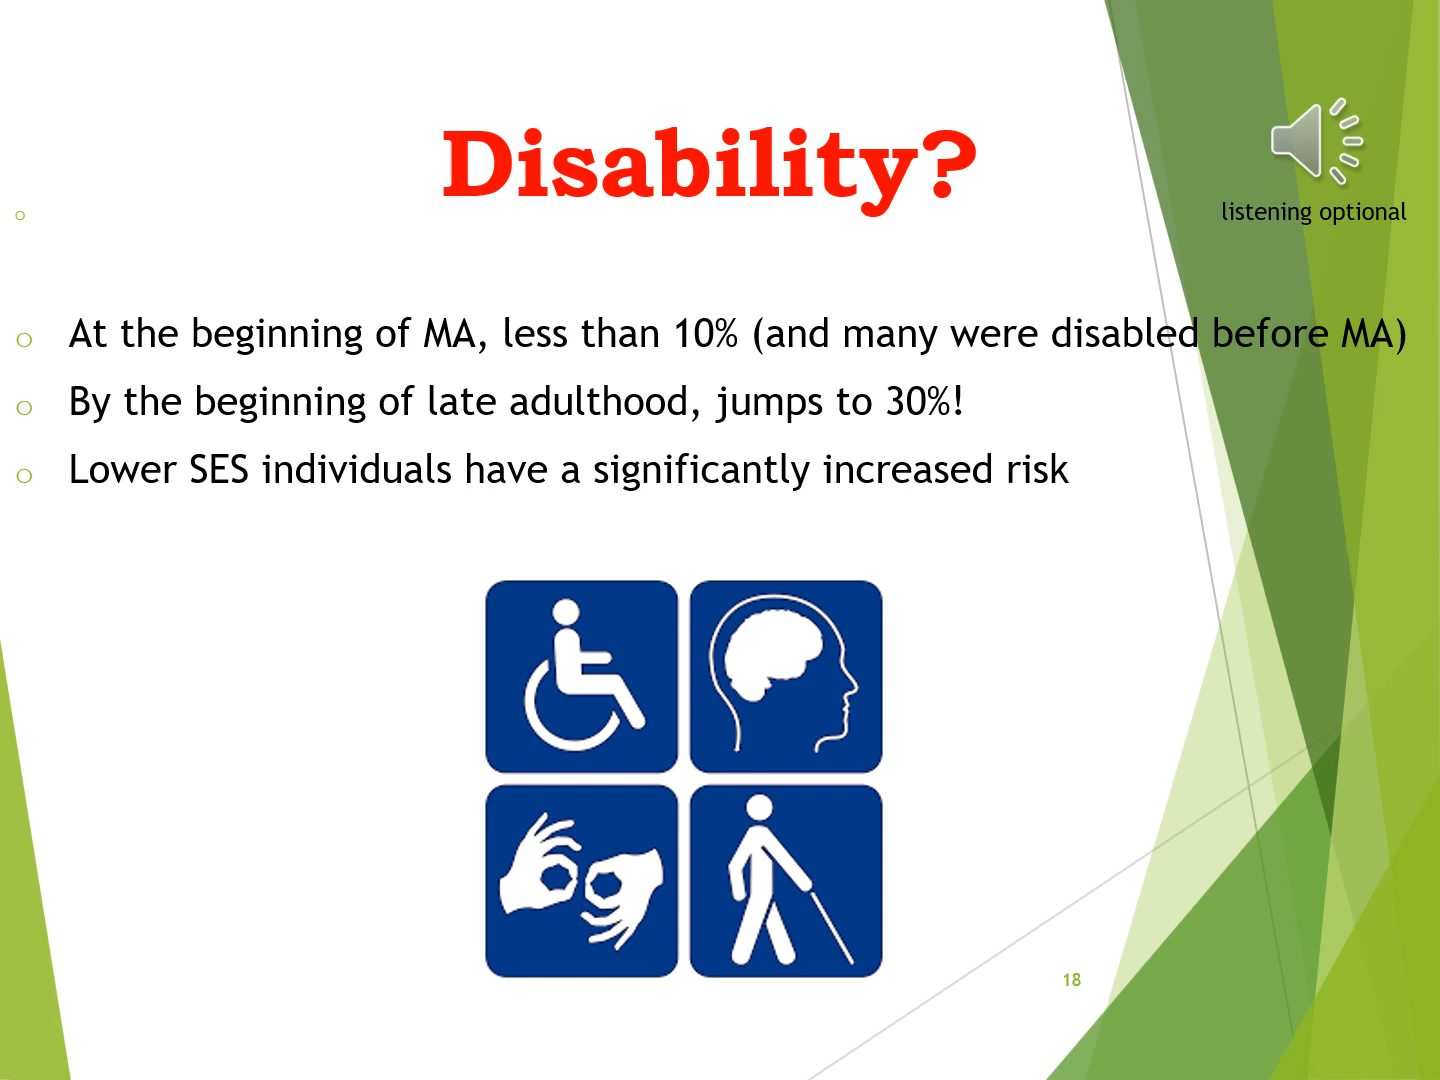 Disability?
listening optional
o At the beginning of MA, less than 10% (and many were disabled before MA)
o By the beginning of late adulthood, jumps to 30%!
o Lower SES individuals have a significantly increased risk
18